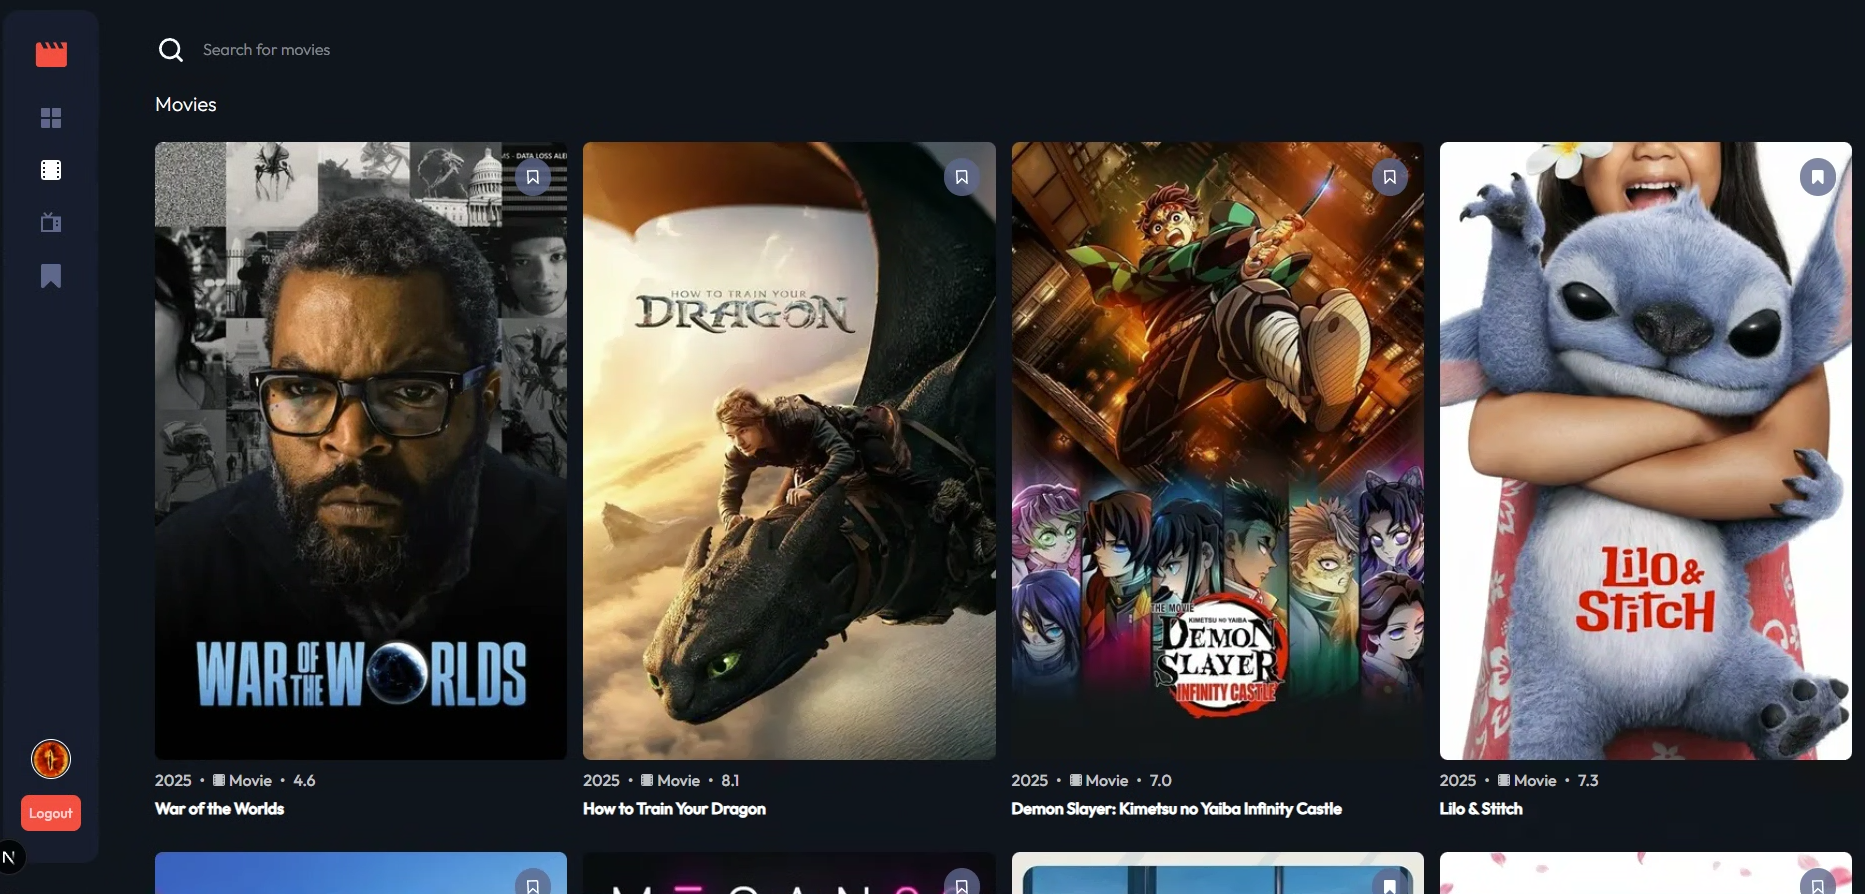 Search for movies
Movies
MS - DATA LOSS ALE
WAR OF THE WORLDS
HOW TO TRAIN YOUR
DRAGON
THE MOVIE
KIMETSU NO YAIBA
DEMON
SLAYER
INFINITY CASTLE
LiLO &
StitCH
2025 • Movie • 4.6
War of the Worlds
2025 • Movie • 8.1
How to Train Your Dragon
2025 • Movie • 7.0
Demon Slayer: Kimetsu no Yaiba Infinity Castle
2025 • Movie • 7.3
Lilo & Stitch
Logout
N